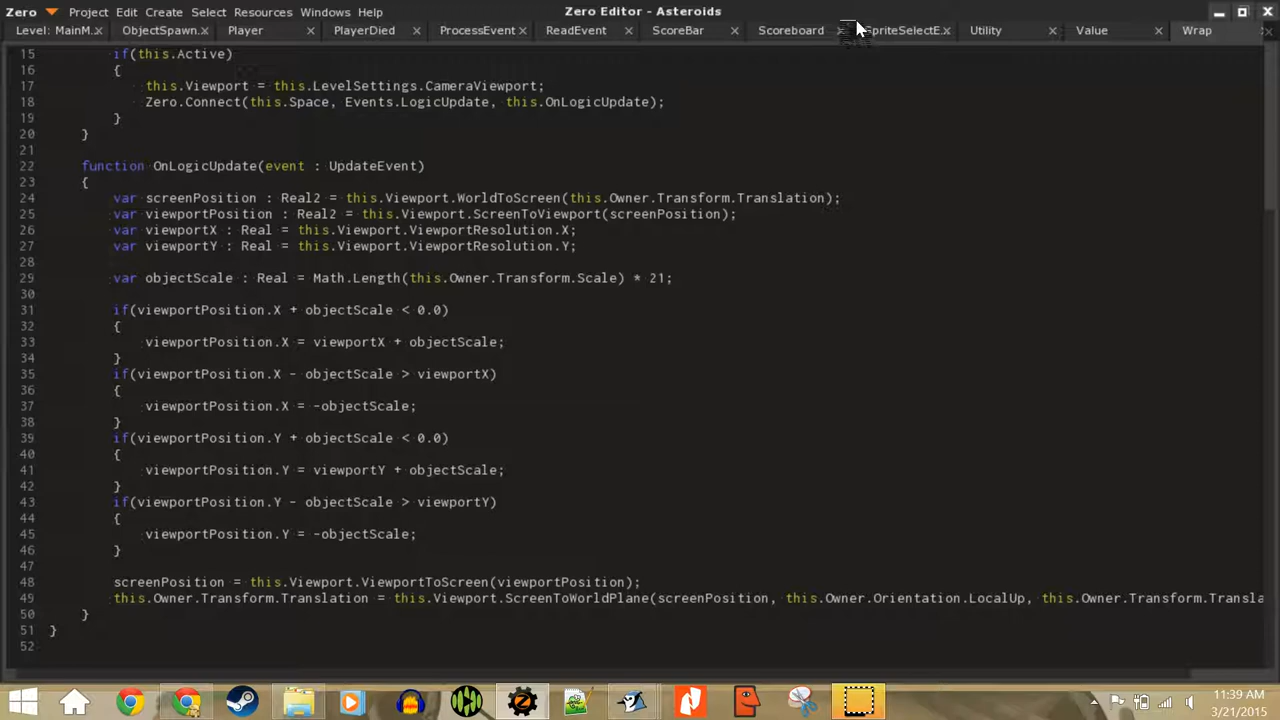 Zero Project Edit Create Select Resources Windows Help Zero Editor - Asteroids
Level: MainM.. ObjectSpawn.. Player PlayerDied ProcessEvent ReadEvent ScoreBar Scoreboard SpriteSelectE.. Utility Value Wrap
15 if(this.Active)
16 {
17 this.Viewport = this.LevelSettings.CameraViewport;
18 Zero.Connect(this.Space, Events.LogicUpdate, this.OnLogicUpdate);
19 }
20 }
21
22 function OnLogicUpdate(event : UpdateEvent)
23 {
24 var screenPosition : Real2 = this.Viewport.WorldToScreen(this.Owner.Transform.Translation);
25 var viewportPosition : Real2 = this.Viewport.ScreenToViewport(screenPosition);
26 var viewportX : Real = this.Viewport.ViewportResolution.X;
27 var viewportY : Real = this.Viewport.ViewportResolution.Y;
28
29 var objectScale : Real = Math.Length(this.Owner.Transform.Scale) * 21;
30
31 if(viewportPosition.X + objectScale < 0.0)
32 {
33 viewportPosition.X = viewportX + objectScale;
34 }
35 if(viewportPosition.X - objectScale > viewportX)
36 {
37 viewportPosition.X = -objectScale;
38 }
39 if(viewportPosition.Y + objectScale < 0.0)
40 {
41 viewportPosition.Y = viewportY + objectScale;
42 }
43 if(viewportPosition.Y - objectScale > viewportY)
44 {
45 viewportPosition.Y = -objectScale;
46 }
47
48 screenPosition = this.Viewport.ViewportToScreen(viewportPosition);
49 this.Owner.Transform.Translation = this.Viewport.ScreenToWorldPlane(screenPosition, this.Owner.Orientation.LocalUp, this.Owner.Transform.Transla
50 }
51 }
52
11:39 AM
3/21/2015